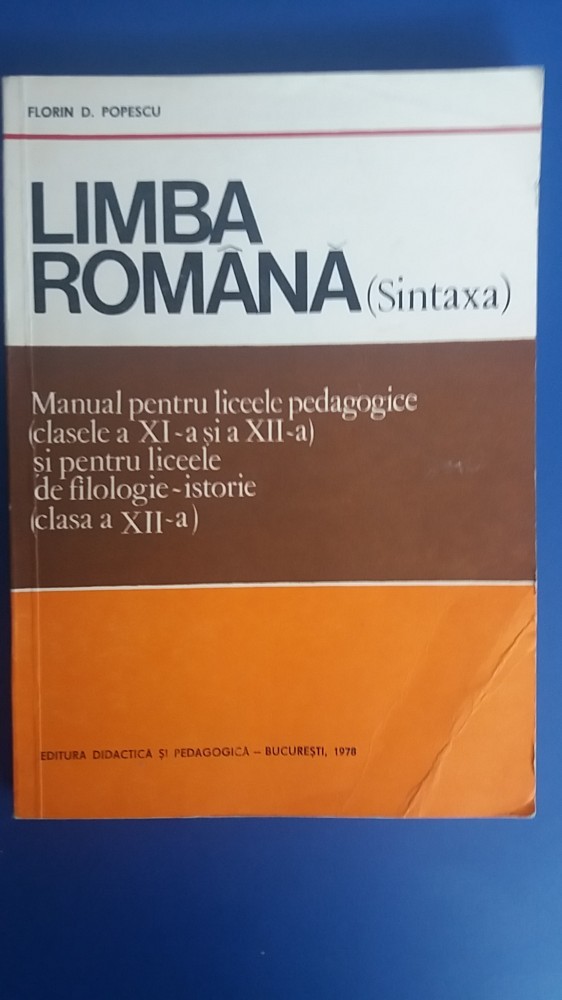 FLORIN D. POPESCU
LIMBA
ROMÂNĂ (Sintaxa)
Manual pentru liceele pedagogice
(clasele a XI-a și a XII-a)
și pentru liceele
de filologie-istorie
(clasa a XII-a)
EDITURA DIDACTICĂ ȘI PEDAGOGICĂ – BUCUREȘTI, 1978